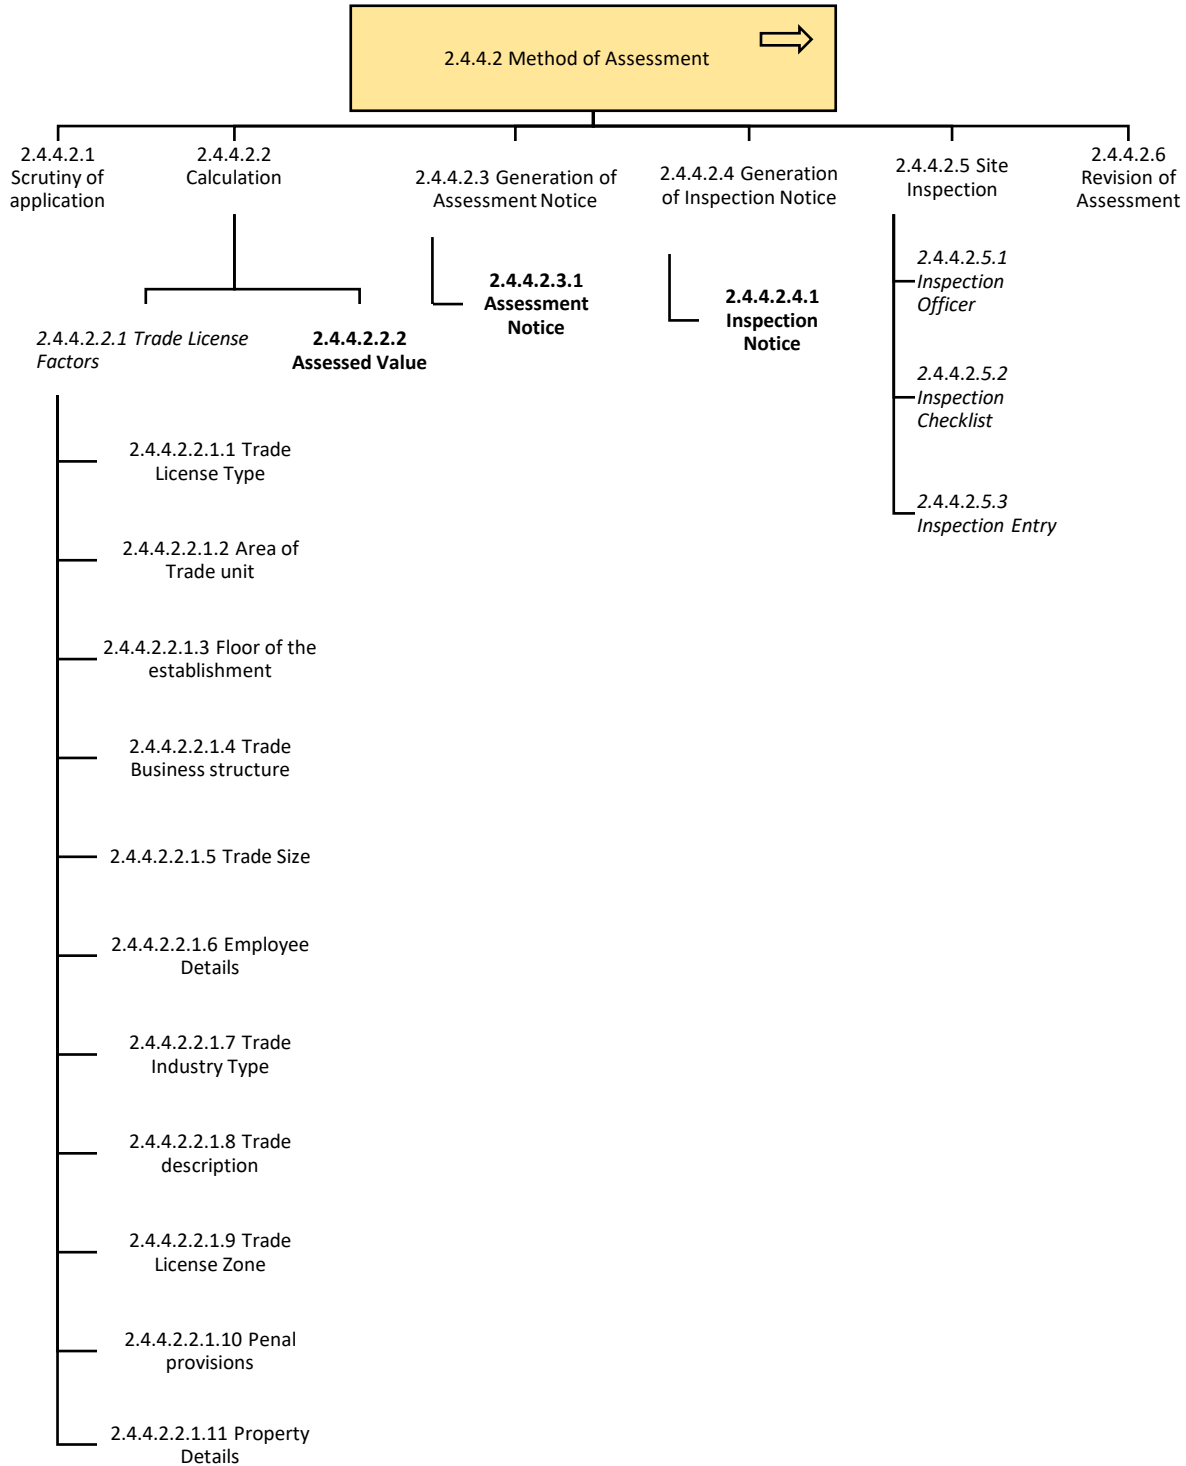 2.4.4.2 Method of Assessment
2.4.4.2.1
Scrutiny of
application
2.4.4.2.2
Calculation
2.4.4.2.3 Generation of
Assessment Notice
2.4.4.2.4 Generation
of Inspection Notice
2.4.4.2.5 Site
Inspection
2.4.4.2.6
Revision of
Assessment
2.4.4.2.2.1 Trade License
Factors
2.4.4.2.2.2
Assessed Value
2.4.4.2.3.1
Assessment
Notice
2.4.4.2.4.1
Inspection
Notice
2.4.4.2.5.1
Inspection
Officer
2.4.4.2.5.2
Inspection
Checklist
2.4.4.2.5.3
Inspection Entry
2.4.4.2.2.1.1 Trade
License Type
2.4.4.2.2.1.2 Area of
Trade unit
2.4.4.2.2.1.3 Floor of the
establishment
2.4.4.2.2.1.4 Trade
Business structure
2.4.4.2.2.1.5 Trade Size
2.4.4.2.2.1.6 Employee
Details
2.4.4.2.2.1.7 Trade
Industry Type
2.4.4.2.2.1.8 Trade
description
2.4.4.2.2.1.9 Trade
License Zone
2.4.4.2.2.1.10 Penal
provisions
2.4.4.2.2.1.11 Property
Details